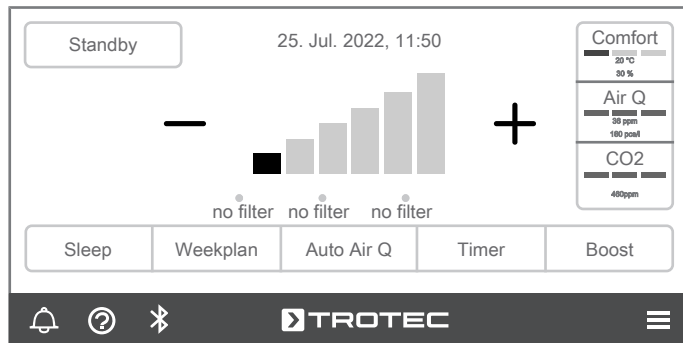 Standby
25. Jul. 2022, 11:50
Comfort
20 °C
30 %
Air Q
36 ppm
160 pcs/l
CO2
460ppm
no filter no filter no filter
Sleep Weekplan Auto Air Q Timer Boost
TROTEC